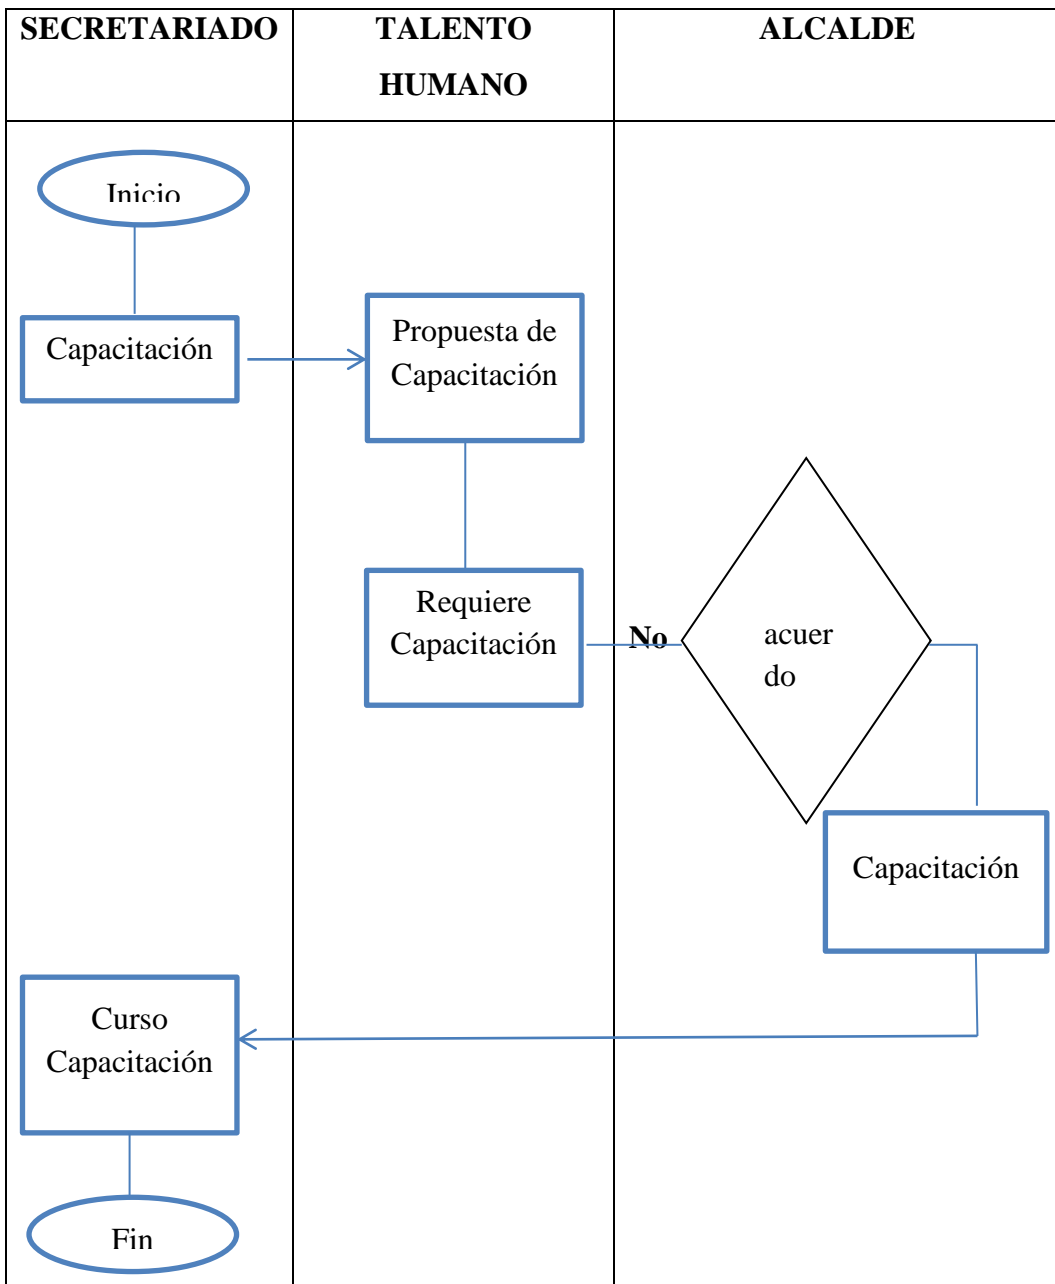 SECRETARIADO
TALENTO
HUMANO
ALCALDE
Inicio
Capacitación
Propuesta de
Capacitación
Requiere
Capacitación
No
acuer
do
Capacitación
Curso
Capacitación
Fin